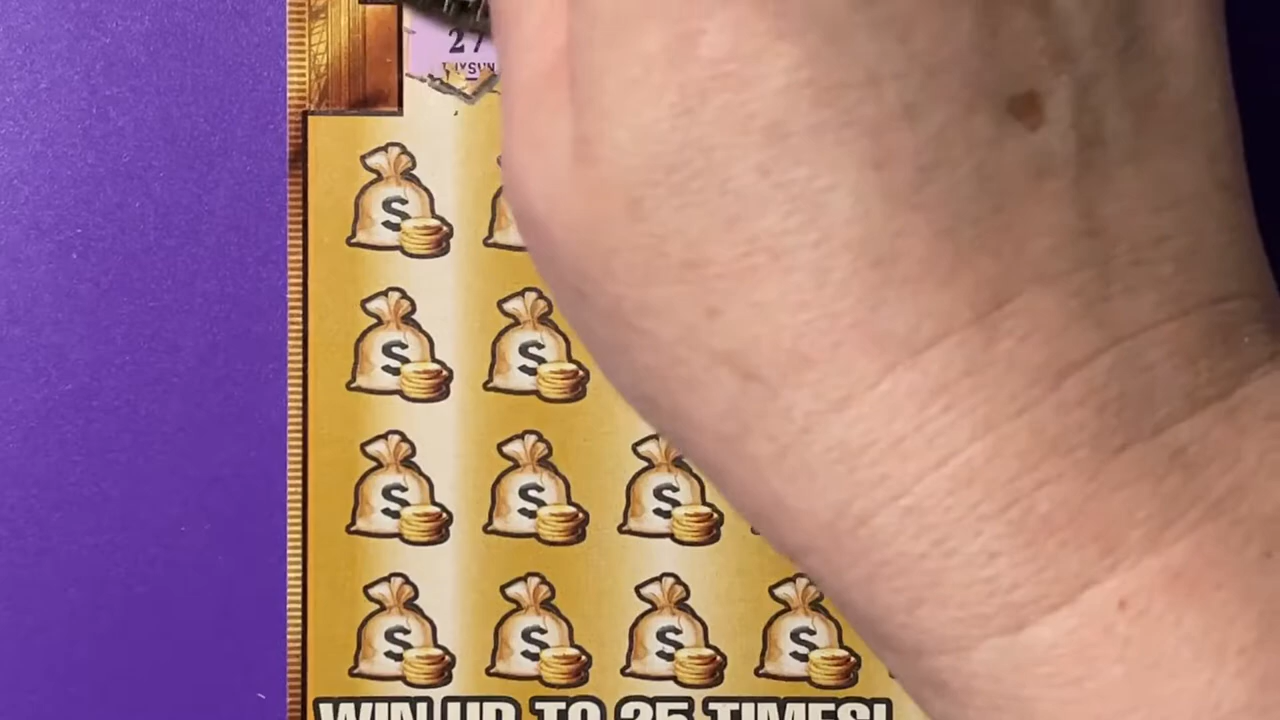 27
$
$ $
$ $ $
$ $ $ $
WIN UP TO 25 TIMES!